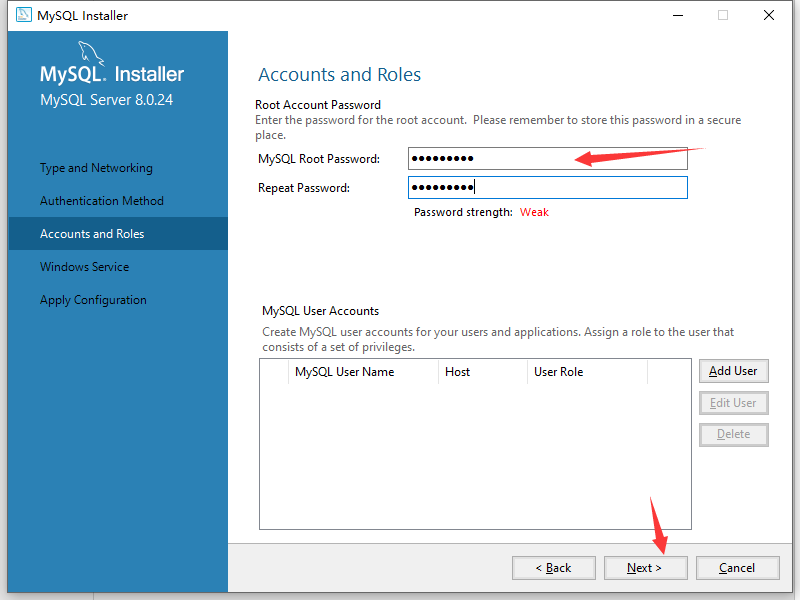 MySQL Installer
MySQL. Installer
MySQL Server 8.0.24
Type and Networking
Authentication Method
Accounts and Roles
Windows Service
Apply Configuration
Accounts and Roles
Root Account Password
Enter the password for the root account. Please remember to store this password in a secure
place.
MySQL Root Password: ●●●●●●●●●
Repeat Password: ●●●●●●●●●
Password strength: Weak
MySQL User Accounts
Create MySQL user accounts for your users and applications. Assign a role to the user that
consists of a set of privileges.
MySQL User Name Host User Role
Add User
Edit User
Delete
< Back Next > Cancel